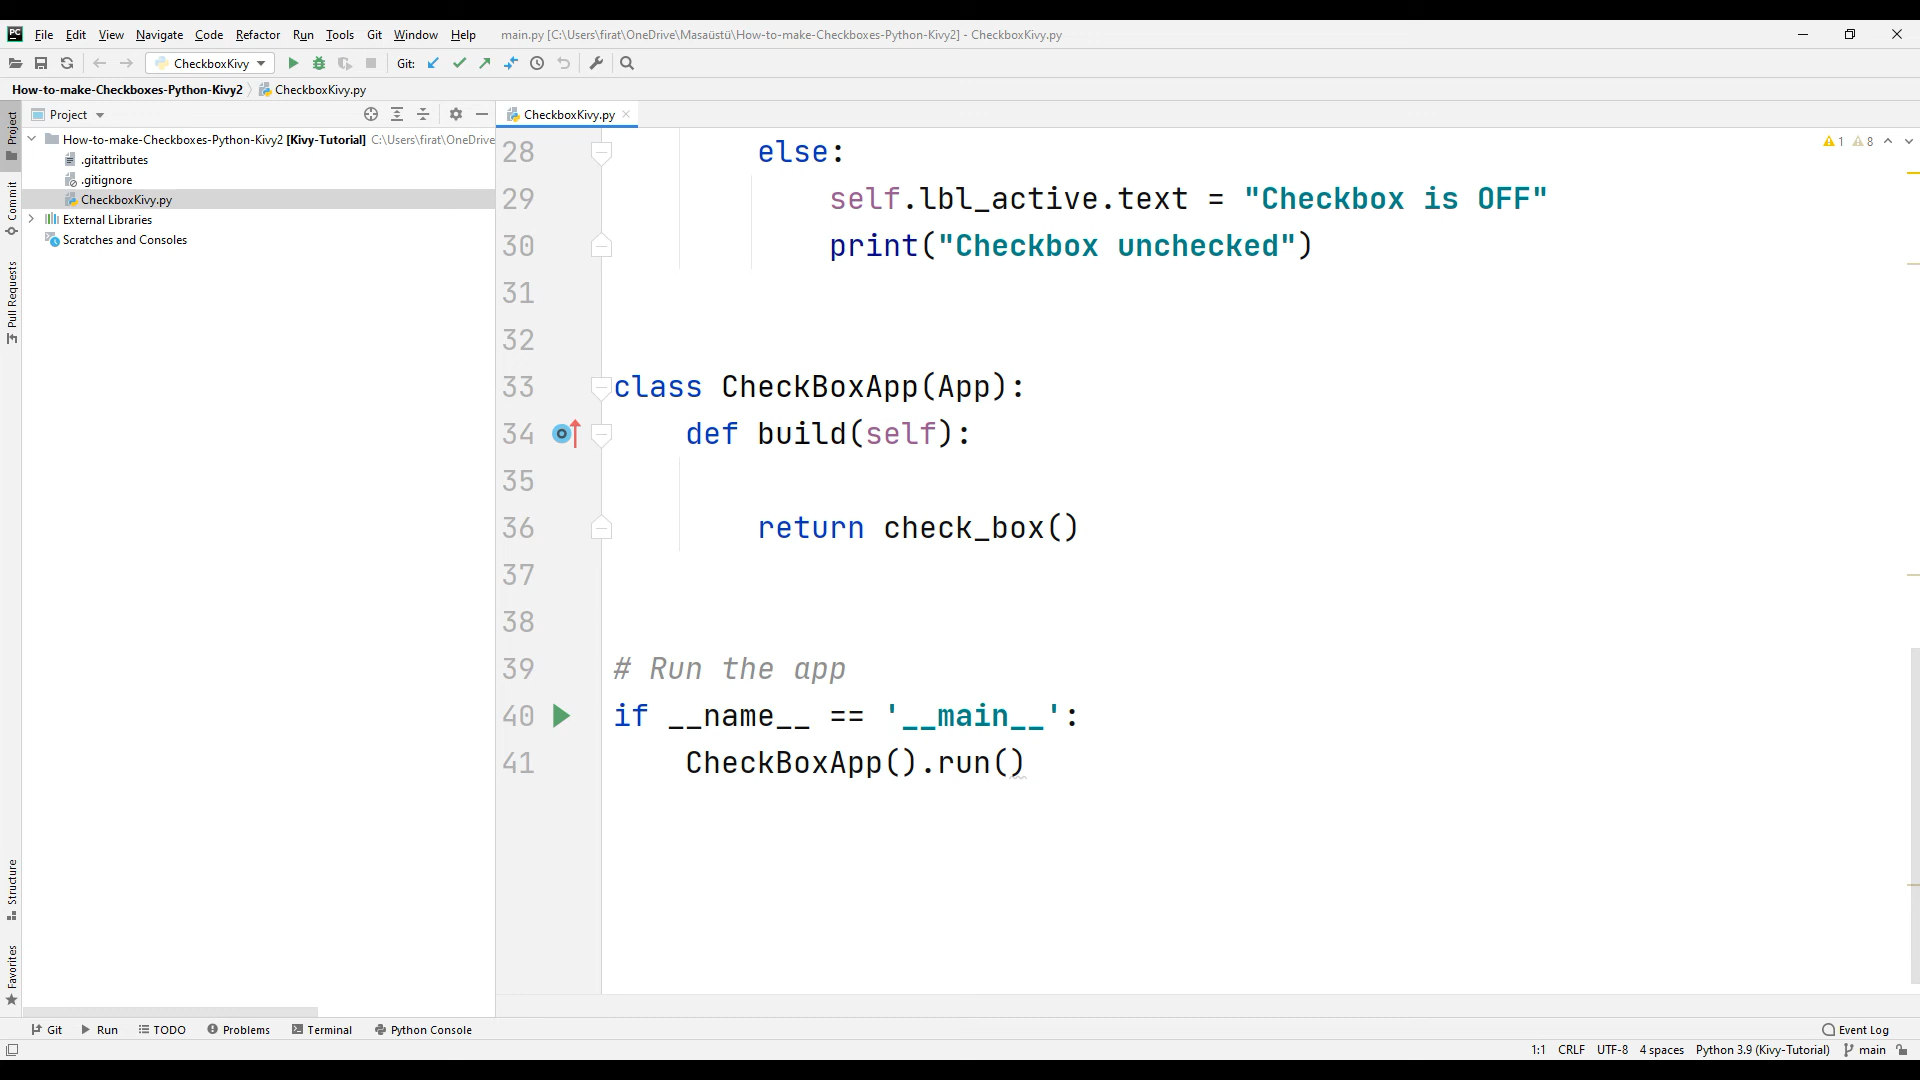 PC File Edit View Navigate Code Refactor Run Tools Git Window Help main.py [C:\Users\firat\OneDrive\Masaüstü\How-to-make-Checkboxes-Python-Kivy2] - CheckboxKivy.py
CheckboxKivy Git:
How-to-make-Checkboxes-Python-Kivy2 CheckboxKivy.py
Project
CheckboxKivy.py
How-to-make-Checkboxes-Python-Kivy2 [Kivy-Tutorial] C:\Users\firat\OneDrive
.gitattributes
.gitignore
CheckboxKivy.py
External Libraries
Scratches and Consoles
Project
Commit
Pull Requests
Structure
Favorites
1 8
28 else:
29 self.lbl_active.text = "Checkbox is OFF"
30 print("Checkbox unchecked")
31
32
33 class CheckBoxApp(App):
34 def build(self):
35
36 return check_box()
37
38
39 # Run the app
40 if __name__ == '__main__':
41 CheckBoxApp().run()
Git Run TODO Problems Terminal Python Console Event Log
1:1 CRLF UTF-8 4 spaces Python 3.9 (Kivy-Tutorial) main